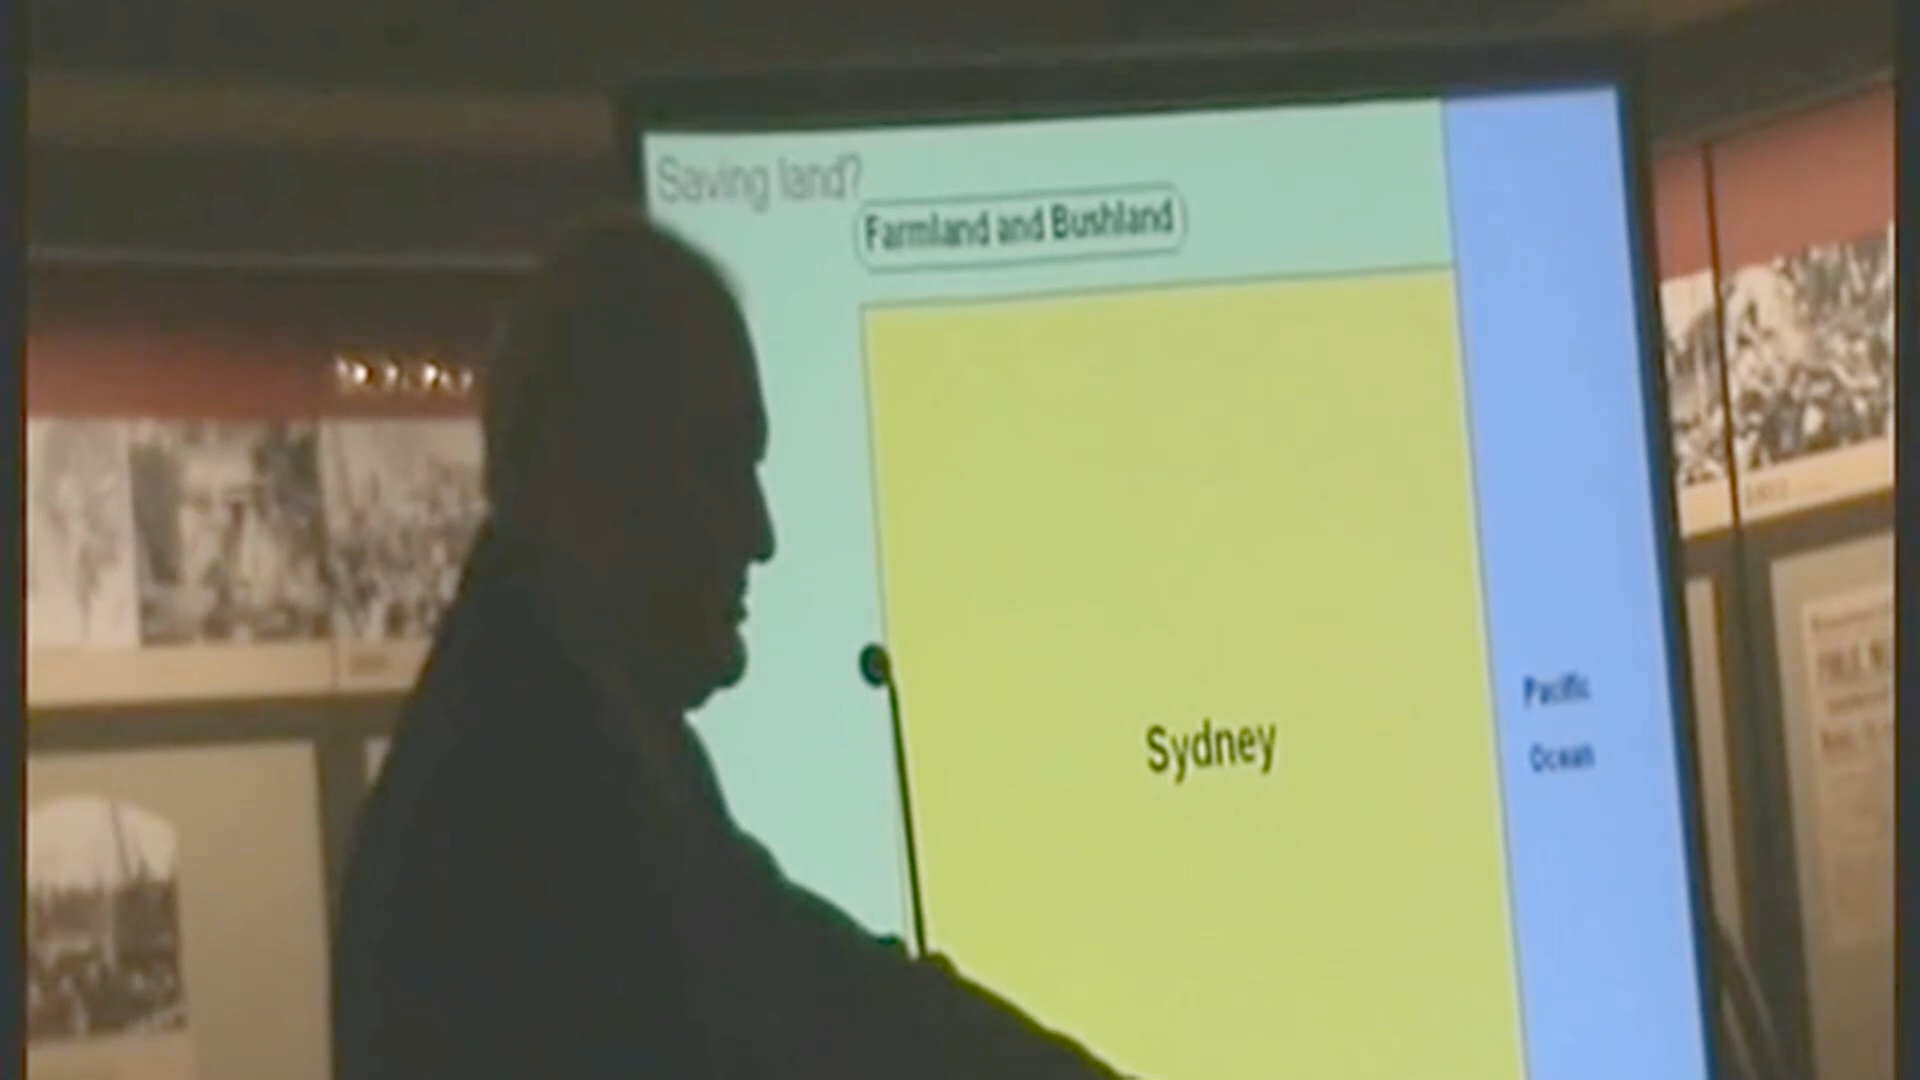 Saving land?
Farmland and Bushland
Sydney
Pacific
Ocean